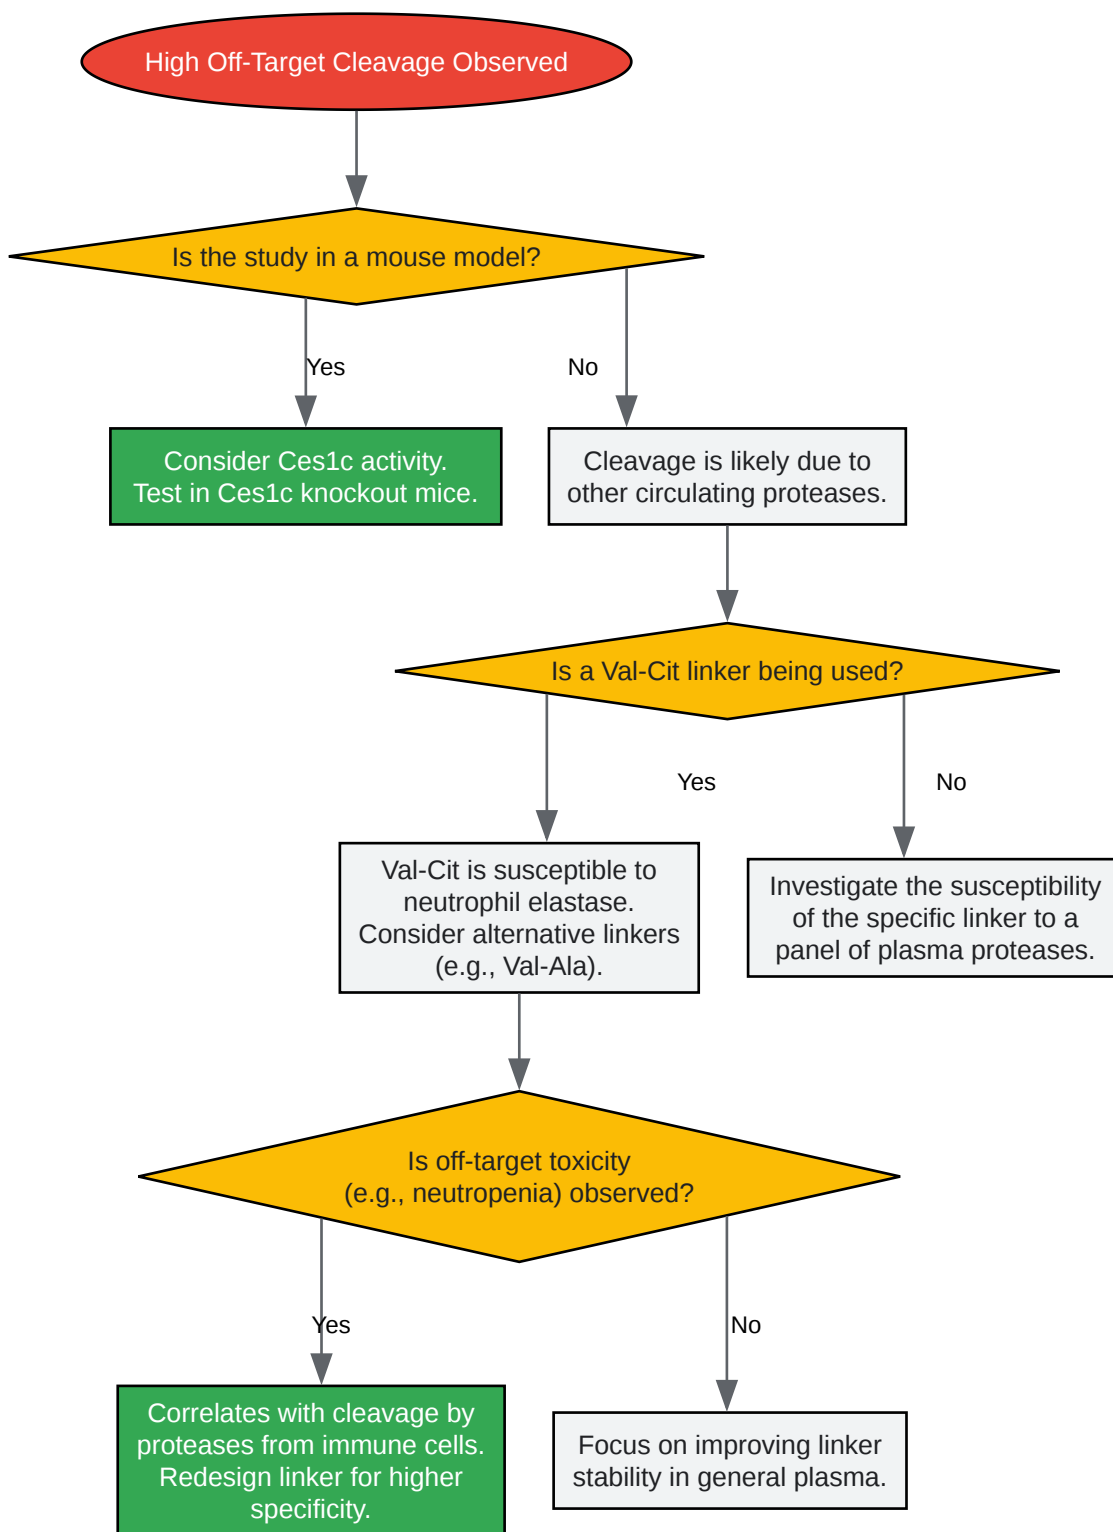 High Off-Target Cleavage Observed
Is the study in a mouse model?
Yes
No
Consider Ces1c activity.
Test in Ces1c knockout mice.
Cleavage is likely due to
other circulating proteases.
Is a Val-Cit linker being used?
Yes
No
Val-Cit is susceptible to
neutrophil elastase.
Consider alternative linkers
(e.g., Val-Ala).
Investigate the susceptibility
of the specific linker to a
panel of plasma proteases.
Is off-target toxicity
(e.g., neutropenia) observed?
Yes
No
Correlates with cleavage by
proteases from immune cells.
Redesign linker for higher
specificity.
Focus on improving linker
stability in general plasma.